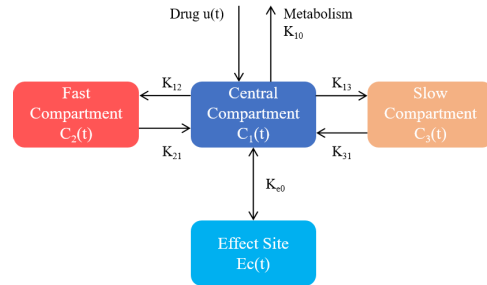 Drug u(t)
Metabolism
K10
K12
K13
Fast
Compartment
C2(t)
Central
Compartment
C1(t)
Slow
Compartment
C3(t)
K21
K31
Ke0
Effect Site
Ec(t)